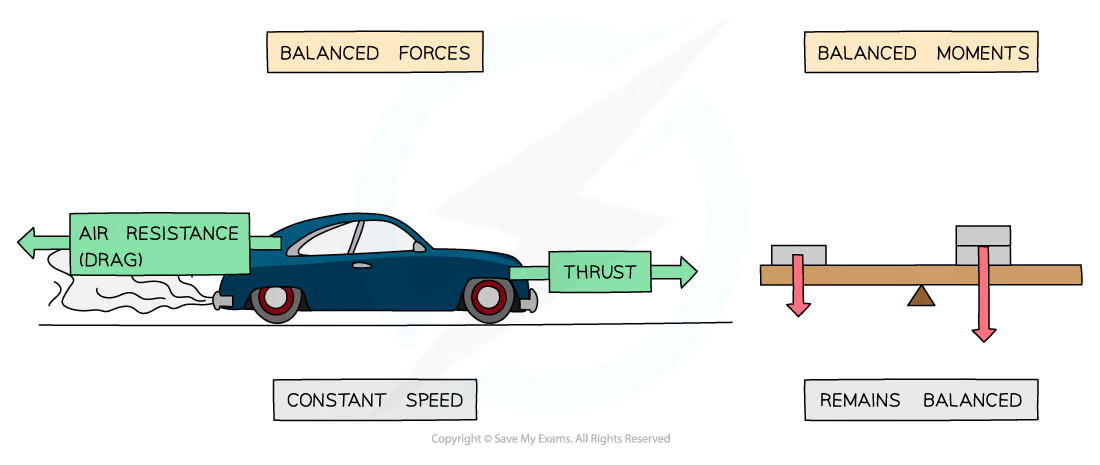 BALANCED FORCES
BALANCED MOMENTS
AIR RESISTANCE
(DRAG)
THRUST
CONSTANT SPEED
REMAINS BALANCED
Copyright © Save My Exams. All Rights Reserved